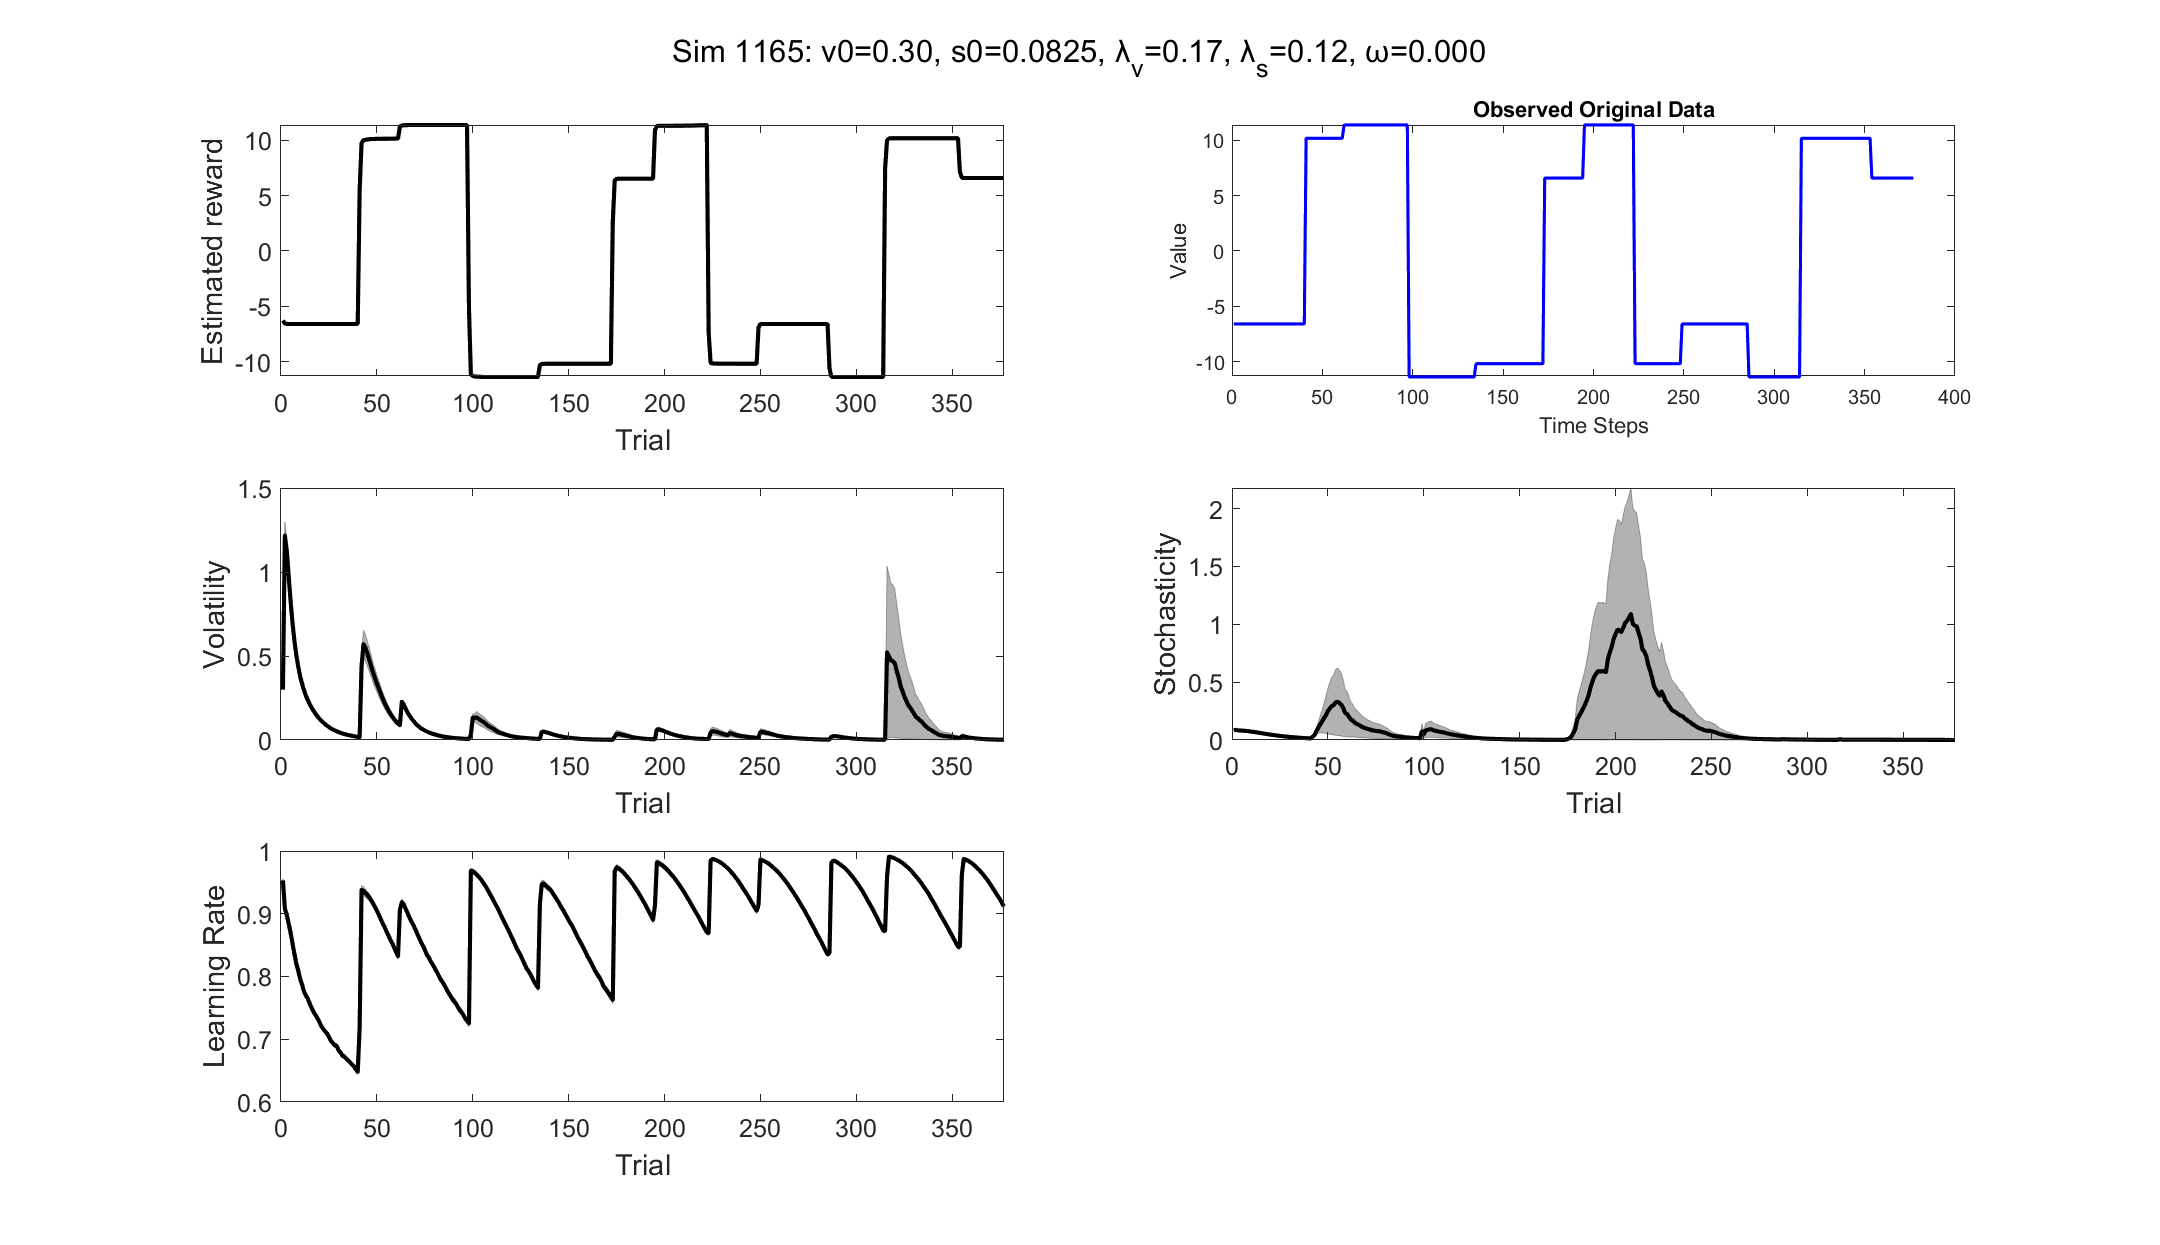 Sim 1165: v0=0.30, s0=0.0825, λv=0.17, λs=0.12, ω=0.000
Estimated reward
10
5
0
-5
-10
0 50 100 150 200 250 300 350
Trial
Observed Original Data
Value
10
5
0
-5
-10
0 50 100 150 200 250 300 350 400
Time Steps
Volatility
1.5
1
0.5
0
0 50 100 150 200 250 300 350
Trial
Stochasticity
2
1.5
1
0.5
0
0 50 100 150 200 250 300 350
Trial
Learning Rate
1
0.9
0.8
0.7
0.6
0 50 100 150 200 250 300 350
Trial